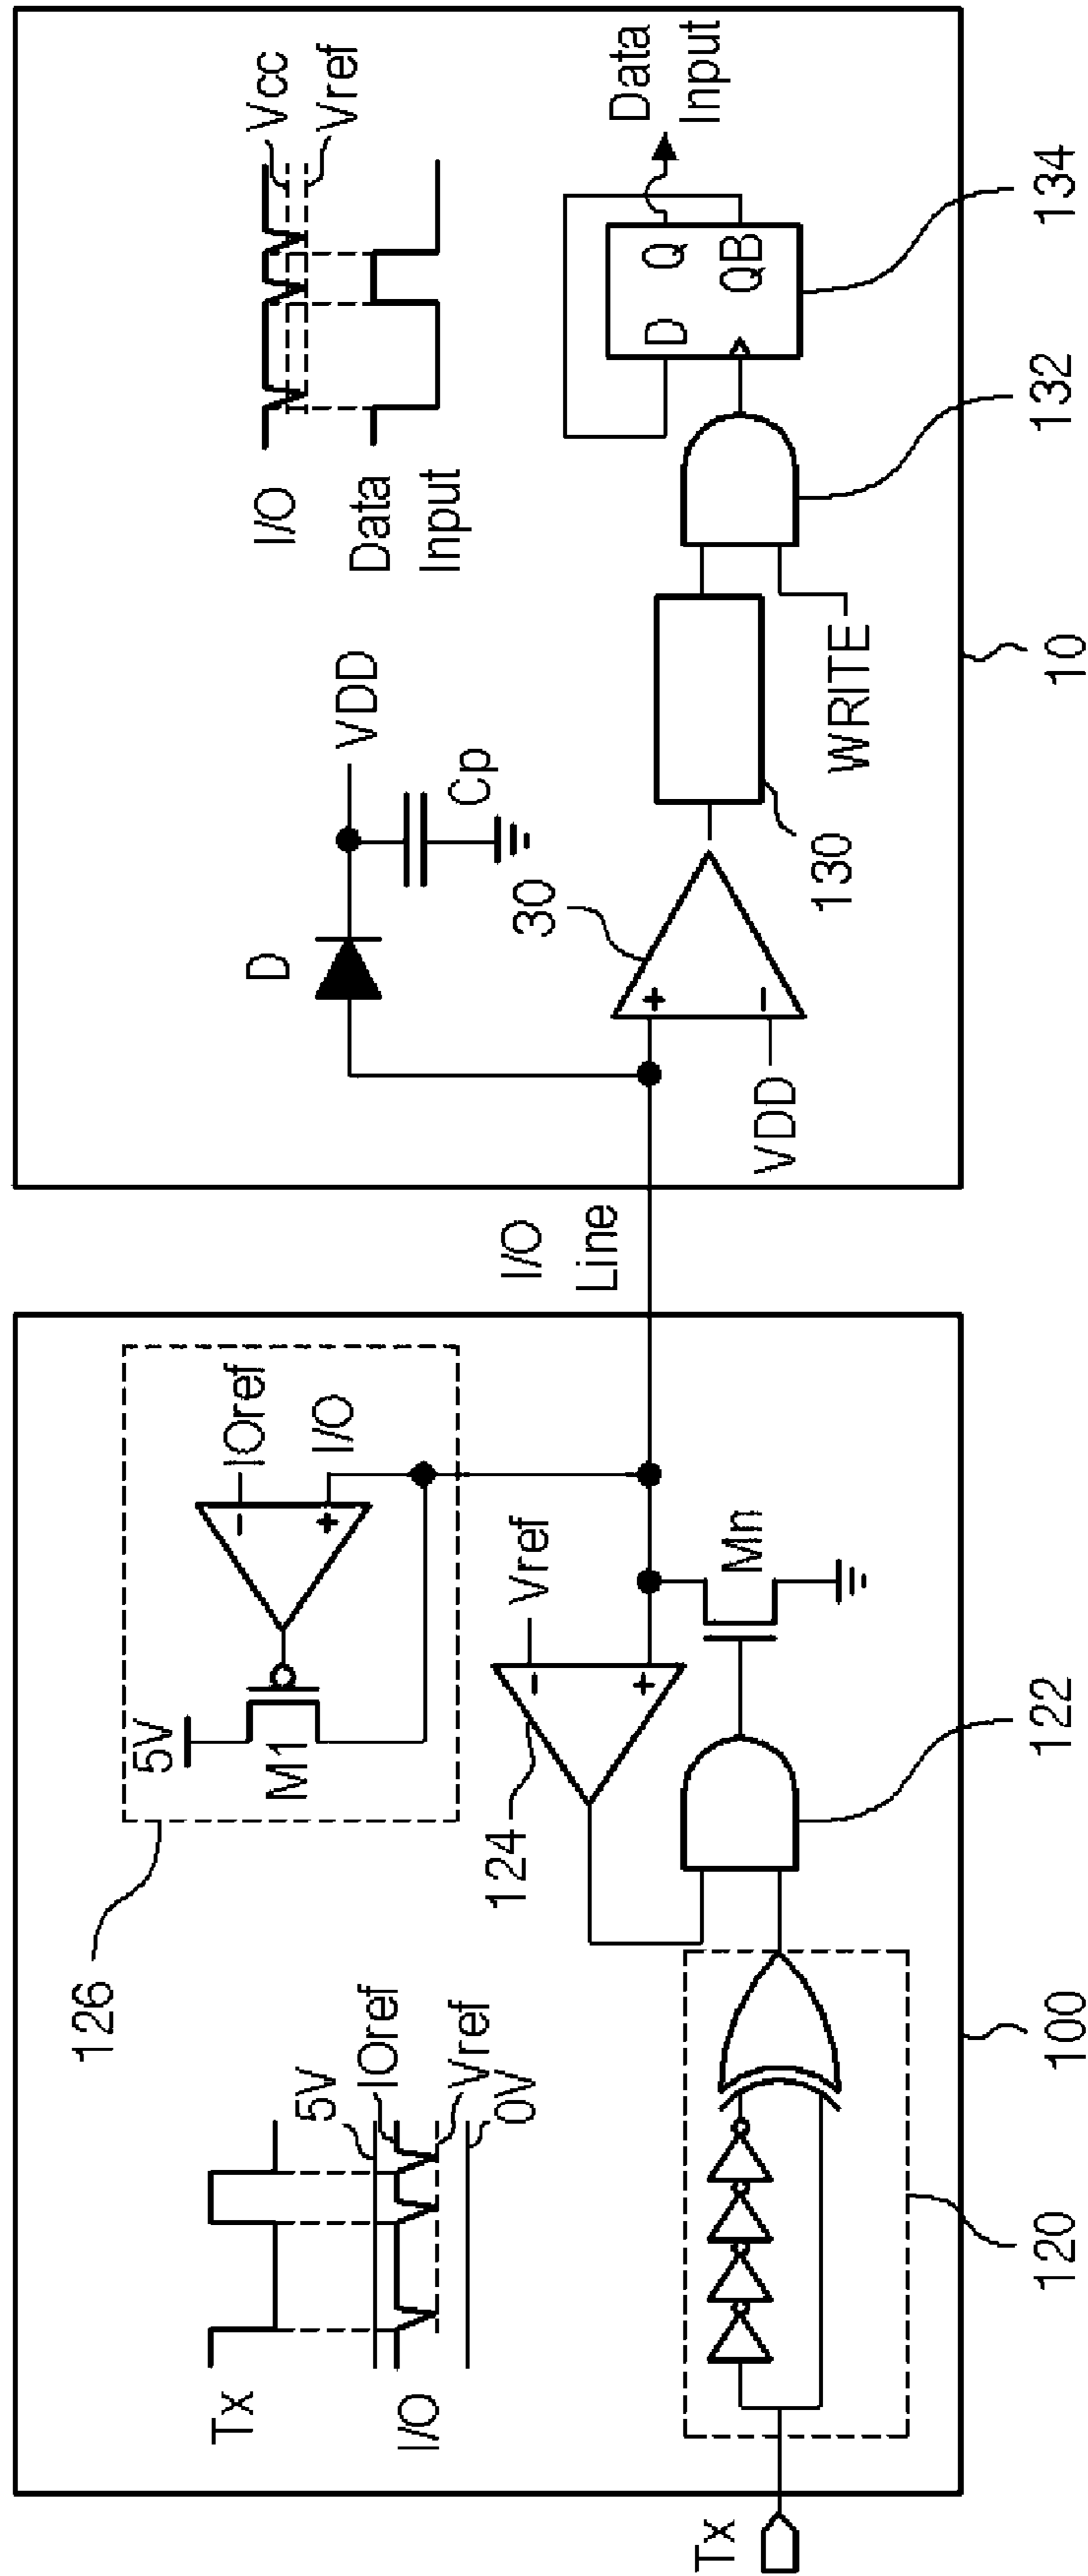 Tx
I/O
5V
IOref
Vref
0V
126
5V
M1
IOref
-
+
I/O
124
Vref
-
+
Mn
Tx
120
100
122
I/O
Line
D
VDD
Cp
30
+
-
VDD
130
WRITE
10
132
134
D
Q
QB
Data
Input
I/O
Vcc
Vref
Data
Input